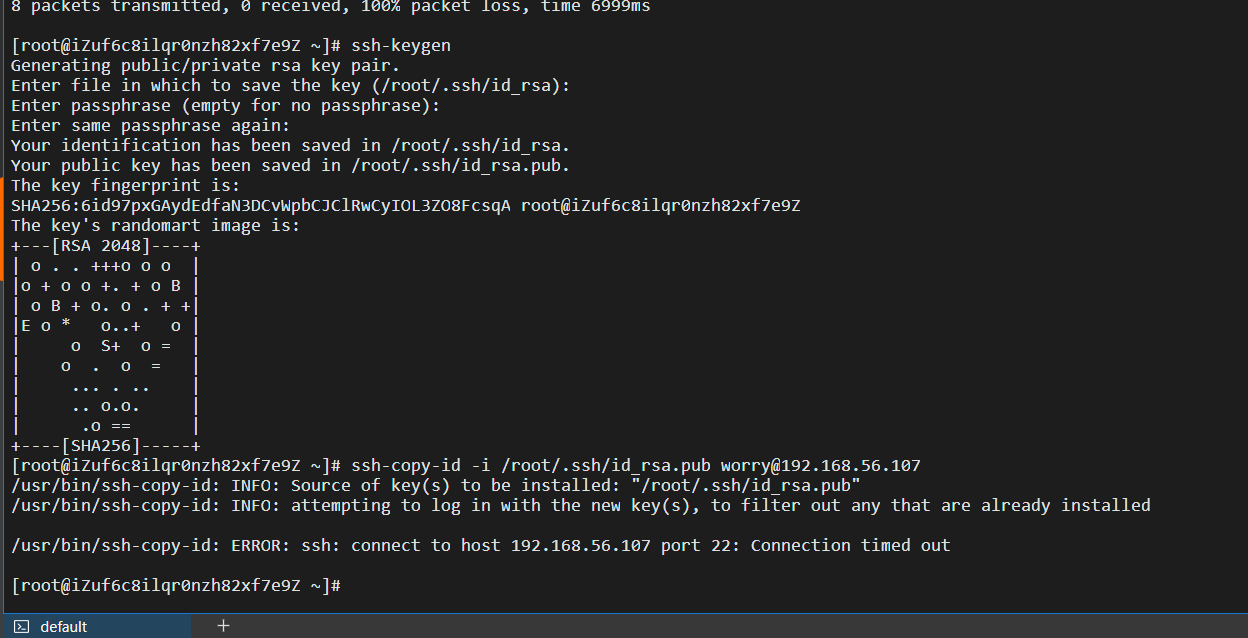 8 packets transmitted, 0 received, 100% packet loss, time 6999ms
[root@iZuf6c8ilqr0nzh82xf7e9Z ~]# ssh-keygen
Generating public/private rsa key pair.
Enter file in which to save the key (/root/.ssh/id_rsa):
Enter passphrase (empty for no passphrase):
Enter same passphrase again:
Your identification has been saved in /root/.ssh/id_rsa.
Your public key has been saved in /root/.ssh/id_rsa.pub.
The key fingerprint is:
SHA256:6id97pxGAydEdfaN3DCvWpbCJClRwCyIOL3ZO8FcsqA root@iZuf6c8ilqr0nzh82xf7e9Z
The key's randomart image is:
+---[RSA 2048]----+
| o . . +++o o o  |
|o + o o +. + o B |
| o B + o. o . + +|
|E o *   o..+   o |
|     o  S+  o =  |
|    o  .  o  =   |
|     ... . ..    |
|     .. o.o.     |
|      .o ==      |
+----[SHA256]-----+
[root@iZuf6c8ilqr0nzh82xf7e9Z ~]# ssh-copy-id -i /root/.ssh/id_rsa.pub worry@192.168.56.107
/usr/bin/ssh-copy-id: INFO: Source of key(s) to be installed: "/root/.ssh/id_rsa.pub"
/usr/bin/ssh-copy-id: INFO: attempting to log in with the new key(s), to filter out any that are already installed
/usr/bin/ssh-copy-id: ERROR: ssh: connect to host 192.168.56.107 port 22: Connection timed out
[root@iZuf6c8ilqr0nzh82xf7e9Z ~]#
default +